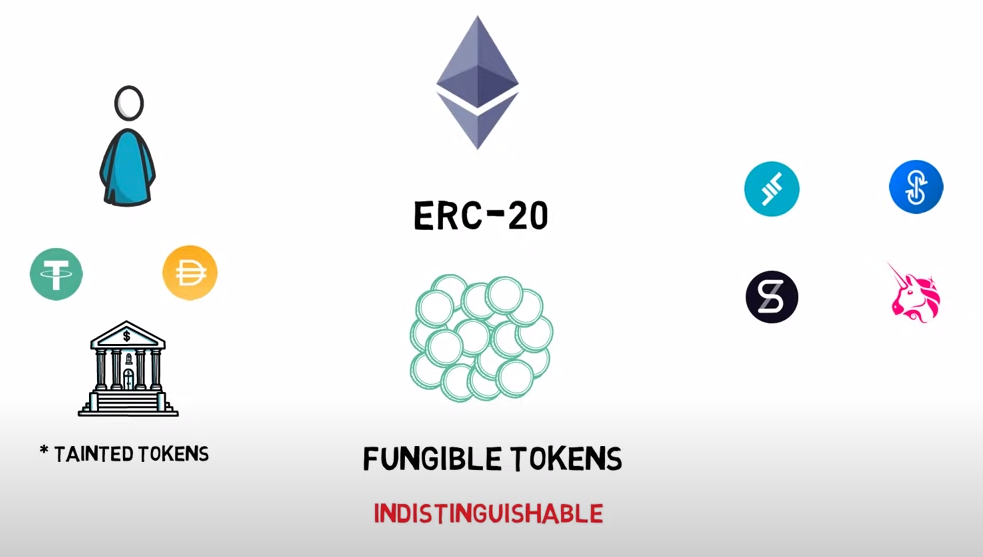 ERC-20
* TAINTED TOKENS
FUNGIBLE TOKENS
INDISTINGUISHABLE